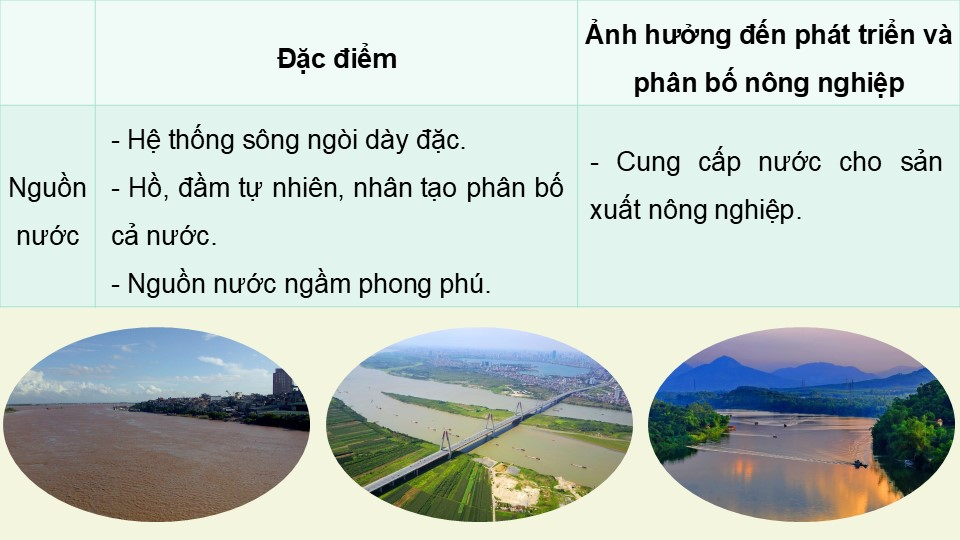 Đặc điểm
Ảnh hưởng đến phát triển và
phân bố nông nghiệp
Nguồn
nước
- Hệ thống sông ngòi dày đặc.
- Hồ, đầm tự nhiên, nhân tạo phân bố
cả nước.
- Nguồn nước ngầm phong phú.
- Cung cấp nước cho sản
xuất nông nghiệp.